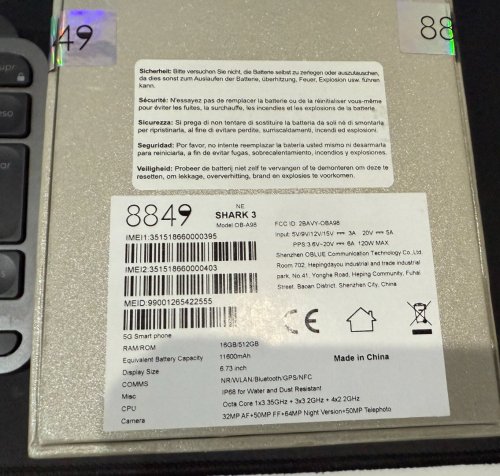 49
88
Sicherheit: Bitte versuchen Sie nicht, die Batterie selbst zu zerlegen oder auszutauschen,
da dies sonst zum Auslaufen der Batterie, überhitzung, Feuer, Explosion usw. führen
kann.
Sécurité: N'essayez pas de remplacer la batterie ou de la réinitialiser vous-même
pour éviter les fuites, la surchauffe, les incendies et les explosions de la batterie.
Sicurezza: Si prega di non tentare di sostituire la batteria da soli né di smontarla
per ripristinarla, al fine di evitare perdite, surriscaldamenti, incendi ed esplosioni.
Seguridad: Por favor, no intente reemplazar la batería usted mismo ni desarmarla
para reiniciarla, a fin de evitar fugas, sobrecalentamiento, incendios y explosiones.
Veiligheid: Probeer de batterij niet zelf te vervangen of te demonteren om deze te
resetten, om lekkage, oververhitting, brand en explosies te voorkomen.
8849
NE
SHARK 3
Model OB-A98
IMEI1:351518660000395
IMEI2:351518660000403
MEID:99001265422555
FCC ID: 2BAVY-OBA98
Input: 5V/9V/12V/15V 3A 20V 5A
PPS:3.6V-20V 6A 120W MAX
Shenzhen OBLUE Communication Technology Co., Ltd.
Room 702, Hepingdayou industrial and trade industrial
park, No 41, Yonghe Road, Heping Community, Fuhai
Street, Baoan District, Shenzhen City, China
CE
5G Smart phone
RAM/ROM 16GB/512GB
Equivalent Battery Capacity 11600mAh
Display Size 6.73 inch
COMMS NR/WLAN/Bluetooth/GPS/NFC
Misc IP68 for Water and Dust Resistant
CPU Octa Core 1x3.35GHz + 3x3.2GHz + 4x2.2GHz
Camera 32MP AF+50MP FF+64MP Night Version+50MP Telephoto
Made in China